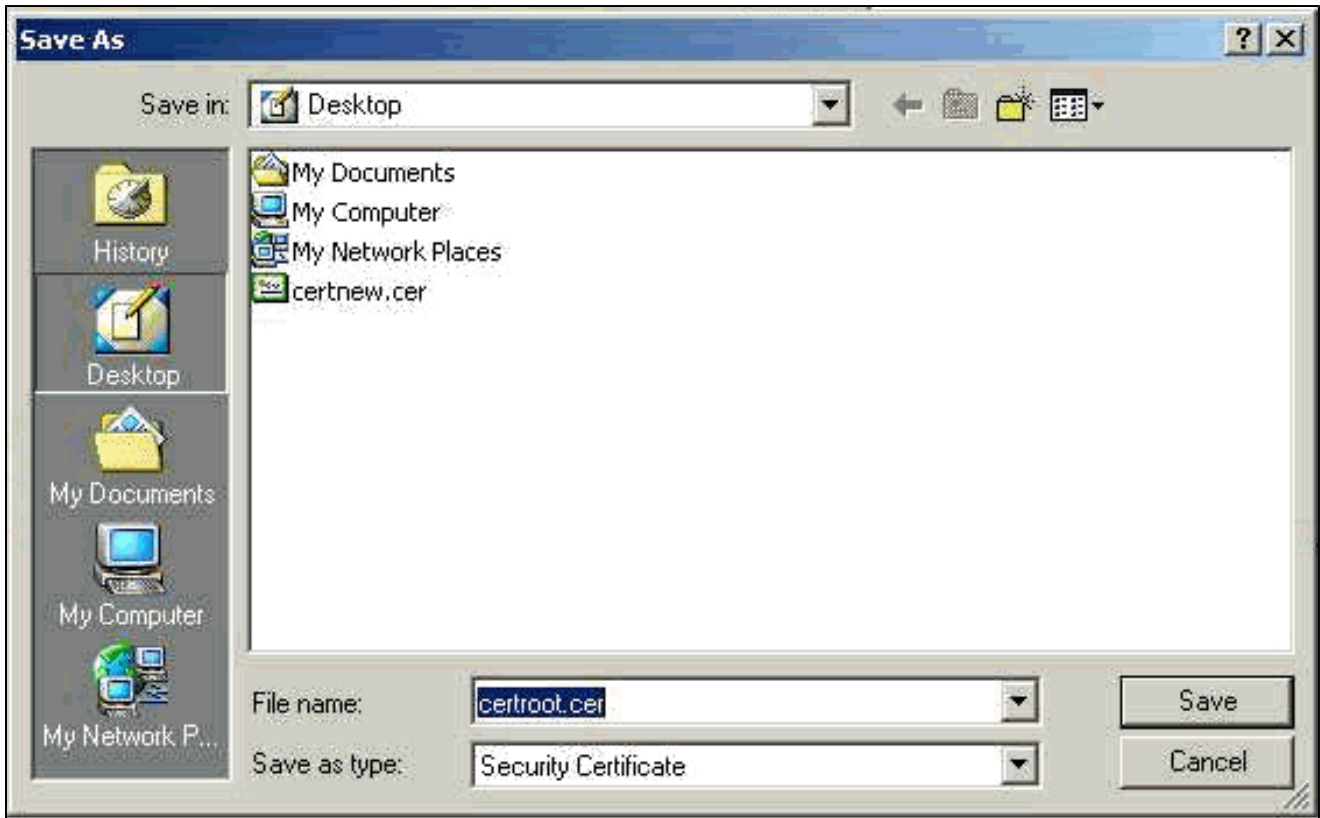 Save As
Save in: Desktop
History
Desktop
My Documents
My Computer
My Network P...
My Documents
My Computer
My Network Places
certnew.cer
File name: certroot.cer
Save
Save as type: Security Certificate
Cancel